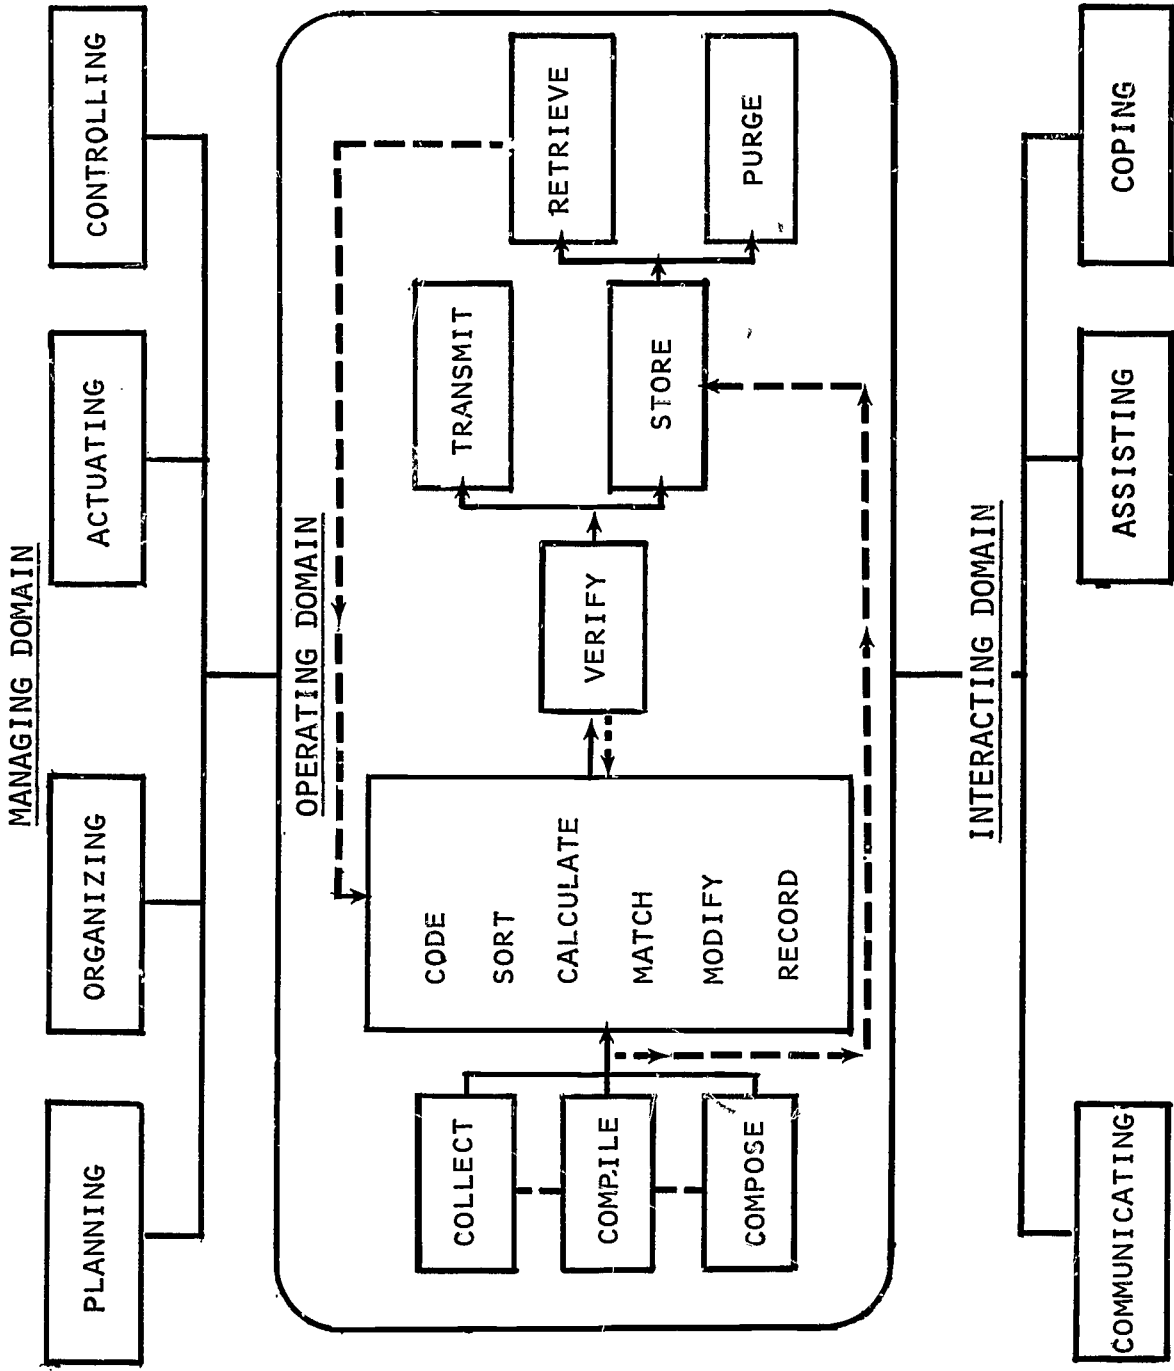 MANAGING DOMAIN
PLANNING
ORGANIZING
ACTUATING
CONTROLLING
OPERATING DOMAIN
COLLECT
COMPILE
COMPOSE
CODE
SORT
CALCULATE
MATCH
MODIFY
RECORD
VERIFY
TRANSMIT
STORE
RETRIEVE
PURGE
INTERACTING DOMAIN
COMMUNICATING
ASSISTING
COPING